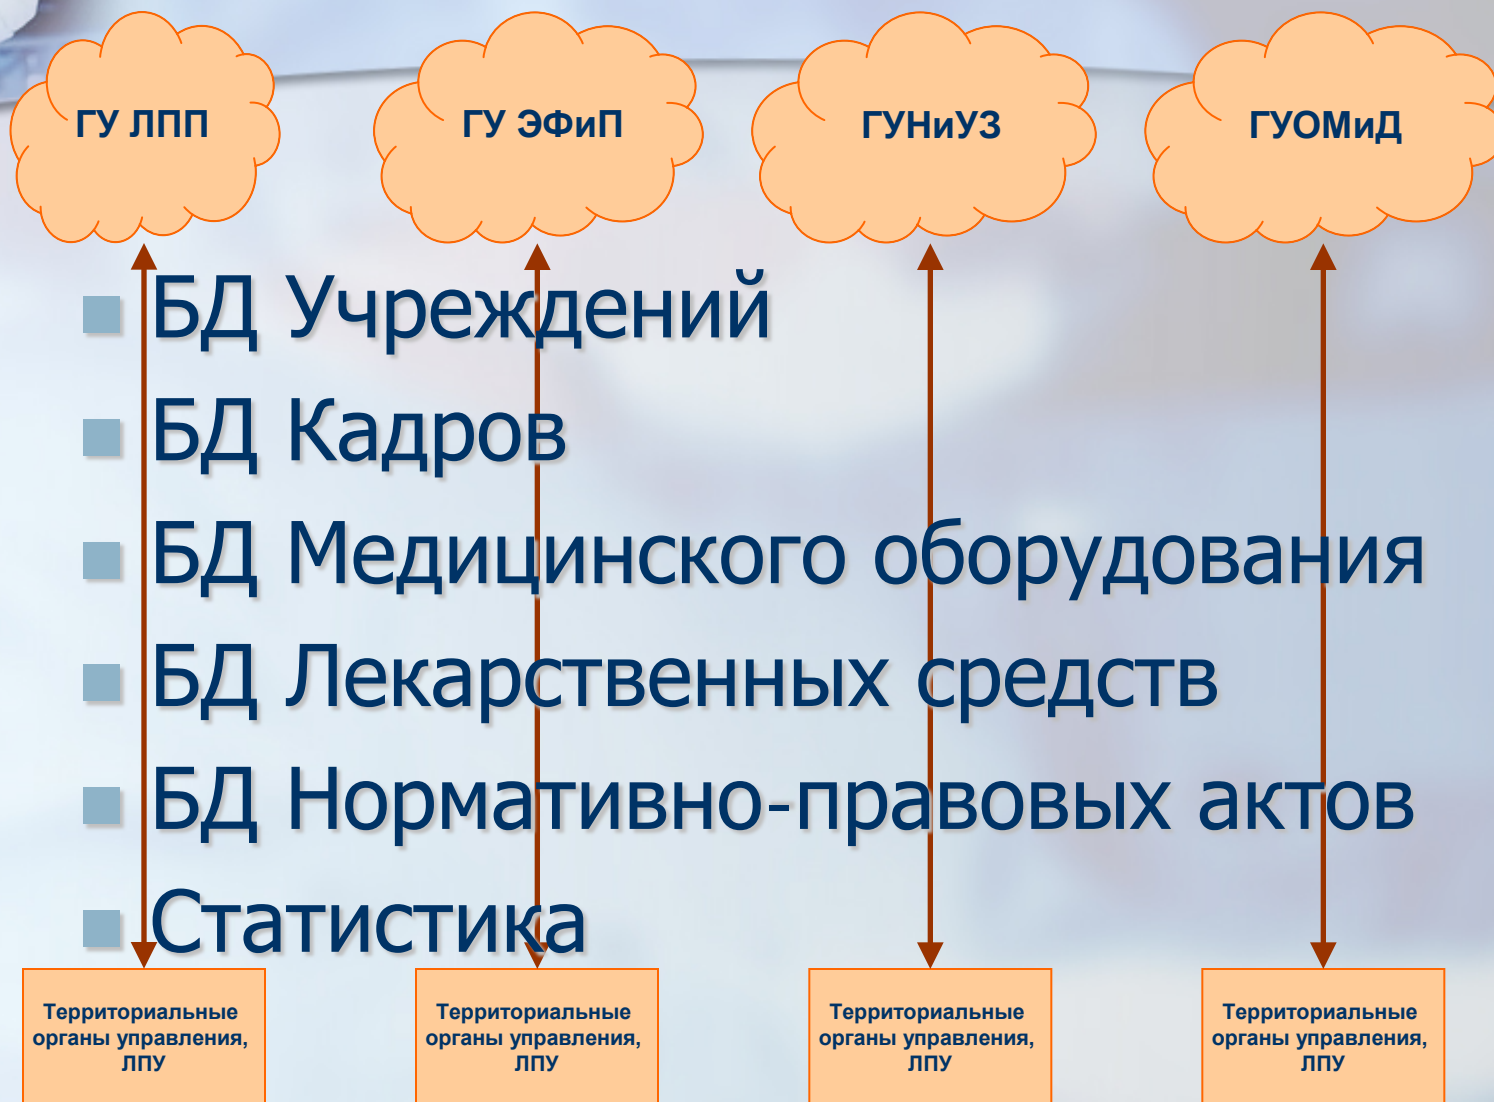 ГУ ЛПП
ГУ ЭФиП
ГУНиУЗ
ГУОМиД
БД Учреждений
БД Кадров
БД Медицинского оборудования
БД Лекарственных средств
БД Нормативно-правовых актов
Статистика
Территориальные
органы управления,
ЛПУ
Территориальные
органы управления,
ЛПУ
Территориальные
органы управления,
ЛПУ
Территориальные
органы управления,
ЛПУ